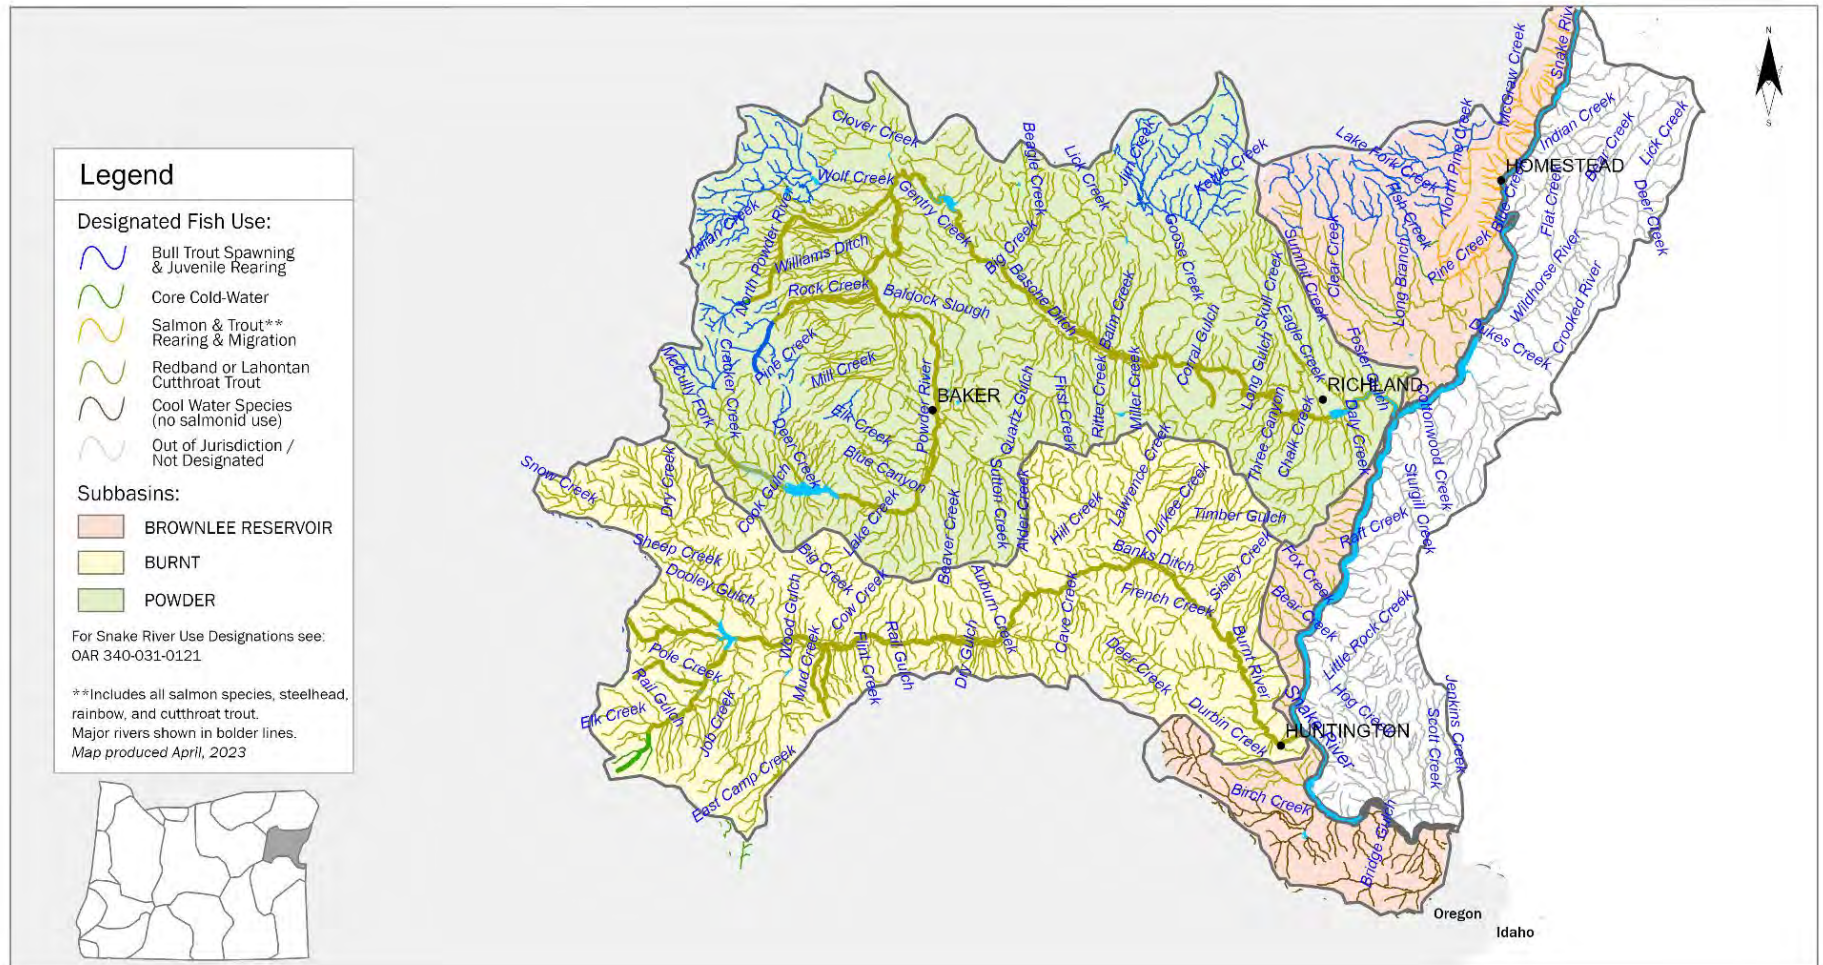 Legend
Designated Fish Use:
Bull Trout Spawning
& Juvenile Rearing
Core Cold-Water
Salmon & Trout**
Rearing & Migration
Redband or Lahontan
Cutthroat Trout
Cool Water Species
(no salmonid use)
Out of Jurisdiction /
Not Designated
Subbasins:
BROWNLEE RESERVOIR
BURNT
POWDER
For Snake River Use Designations see:
OAR 340-031-0121
**Includes all salmon species, steelhead,
rainbow, and cutthroat trout.
Major rivers shown in bolder lines.
Map produced April, 2023
N
S
Snake River
McGraw Creek
Indian Creek
Bear Creek
Lick Creek
Lake Fork Creek
North Pine Creek
HOMESTEAD
Blue Creek
Fish Creek
Flat Creek
Deer Creek
Clear Creek
Long Branch
Pine Creek
Wildhorse River
Crooked River
Dukes Creek
Clover Creek
Wolf Creek
Gentry Creek
Beagle Creek
Lick Creek
Jim Creek
Kettle Creek
Indian Creek
North Powder River
Williams Ditch
Rock Creek
Baldock Slough
Big Creek
Basche Ditch
Goose Creek
Balm Creek
Corral Gulch
Skull Creek
Long Gulch
Summit Creek
Eagle Creek
Foster Gulch
RICHLAND
Daly Creek
Cottonwood Creek
Sturgill Creek
McCully Fork
Cracker Creek
Pine Creek
Mill Creek
Elk Creek
Powder River
BAKER
Quartz Gulch
First Creek
Ritter Creek
Miller Creek
Three Canyon
Chalk Creek
Deer Creek
Blue Canyon
Cook Gulch
Lake Creek
Beaver Creek
Sutton Creek
Alder Creek
Hill Creek
Lawrence Creek
Durkee Creek
Timber Gulch
Raft Creek
Snow Creek
Dry Creek
Sheep Creek
Dooley Gulch
Big Creek
Cow Creek
Wood Gulch
Mud Creek
Flint Creek
Rail Gulch
Dry Gulch
Auburn Creek
Cave Creek
Banks Ditch
French Creek
Sisley Creek
Fox Creek
Bear Creek
Burnt River
Deer Creek
Durbin Creek
Little Rock Creek
Hog Creek
Jenkins Creek
Scott Creek
Snake River
HUNTINGTON
Pole Creek
Rail Gulch
Elk Creek
Job Creek
East Camp Creek
Birch Creek
Bridge Gulch
Oregon
Idaho